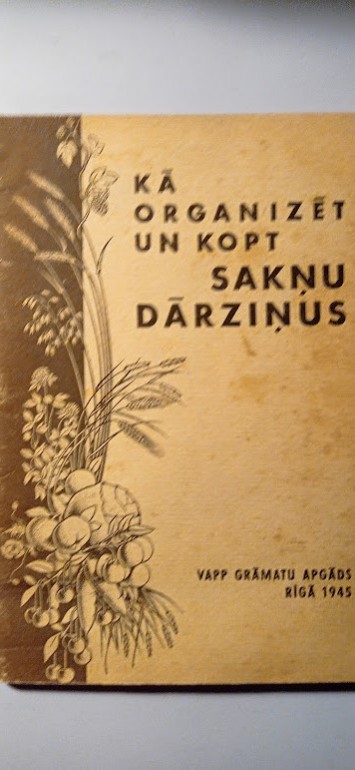 KĀ
ORGANIZĒT
UN KOPT
SAKŅU
DĀRZIŅUS
VAPP GRĀMATU APGĀDS
RĪGĀ 1945